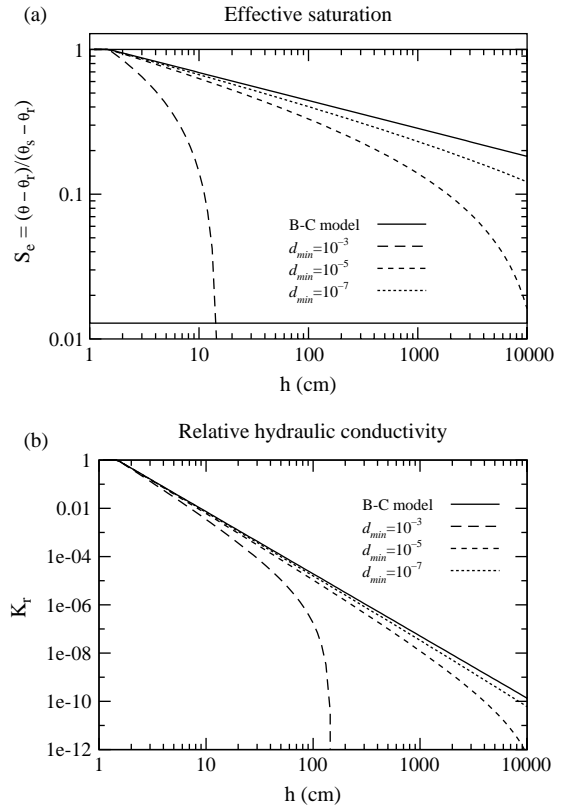 (a)
Effective saturation
1
0.1
0.01
S_e = (θ − θ_r)/(θ_s − θ_r)
B-C model
d_min=10^−3
d_min=10^−5
d_min=10^−7
1 10 100 1000 10000
h (cm)
(b)
Relative hydraulic conductivity
1
0.01
1e-04
1e-06
1e-08
1e-10
1e-12
K_r
B-C model
d_min=10^−3
d_min=10^−5
d_min=10^−7
1 10 100 1000 10000
h (cm)